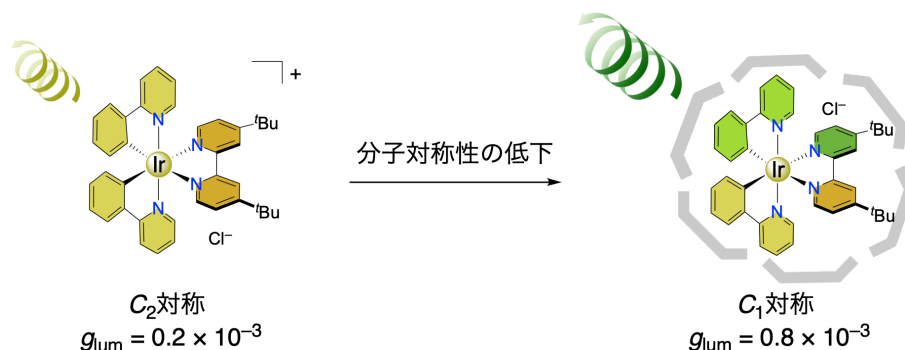 +
tBu
N
Ir
N
N
N
tBu
Cl–
C2対称
glum = 0.2 × 10–3
分子対称性の低下
Cl–
tBu
N
N
Ir
N
N
tBu
C1対称
glum = 0.8 × 10–3